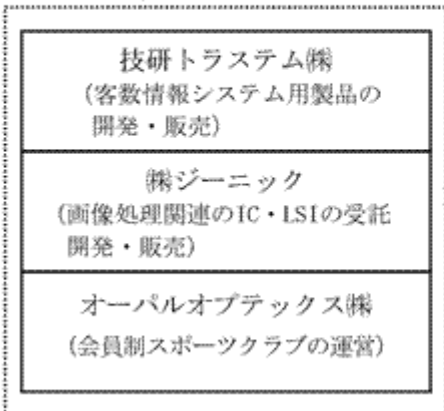 技研トラステム㈱
(客数情報システム用製品の
開発・販売)
㈱ジーニック
(画像処理関連のIC・LSIの受託
開発・販売)
オーパルオプテックス㈱
(会員制スポーツクラブの運営)